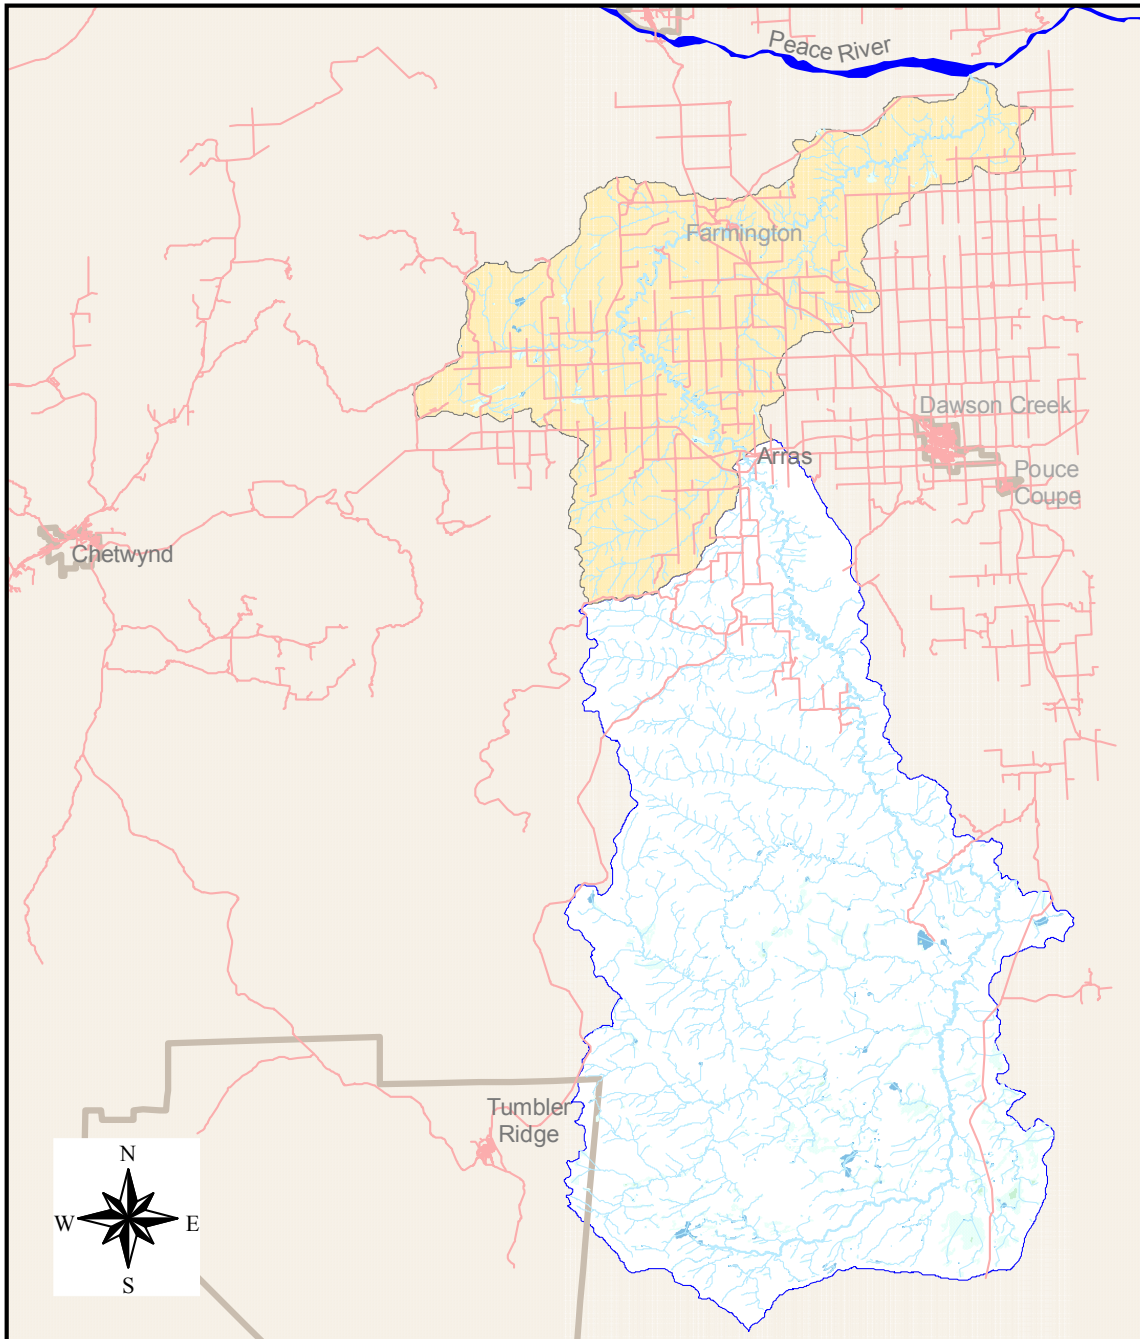 Peace River
Farmington
Dawson Creek
Arras
Pouce
Coupe
Chetwynd
Tumbler
Ridge
N
W E
S